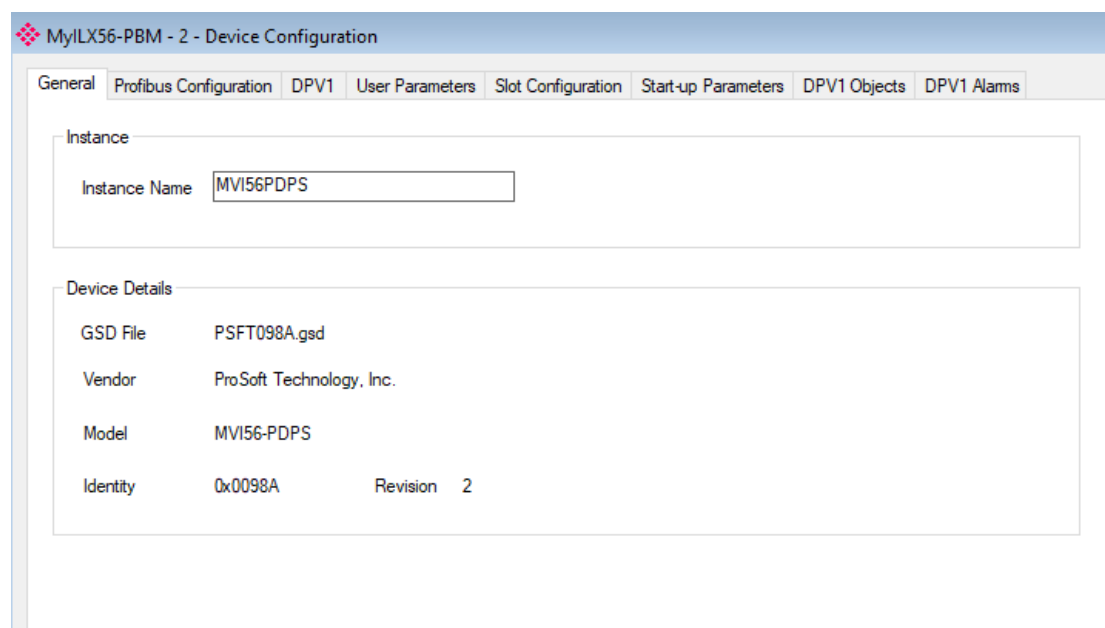 MyILX56-PBM - 2 - Device Configuration
General Profibus Configuration DPV1 User Parameters Slot Configuration Start-up Parameters DPV1 Objects DPV1 Alarms
Instance
Instance Name MVI56PDPS
Device Details
GSD File PSFT098A.gsd
Vendor ProSoft Technology, Inc.
Model MVI56-PDPS
Identity 0x0098A Revision 2